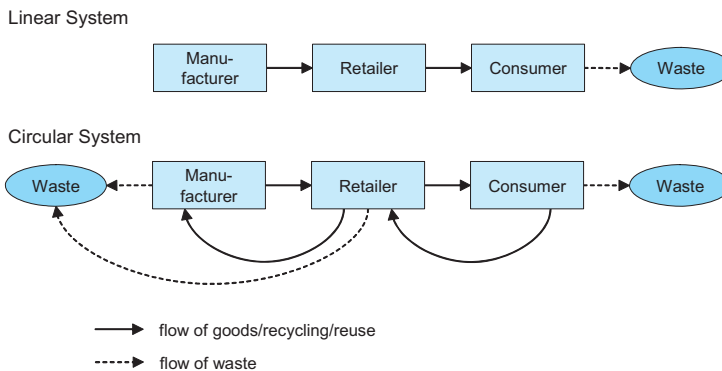 Linear System
Manu-
facturer
Retailer
Consumer
Waste
Circular System
Waste
Manu-
facturer
Retailer
Consumer
Waste
flow of goods/recycling/reuse
flow of waste